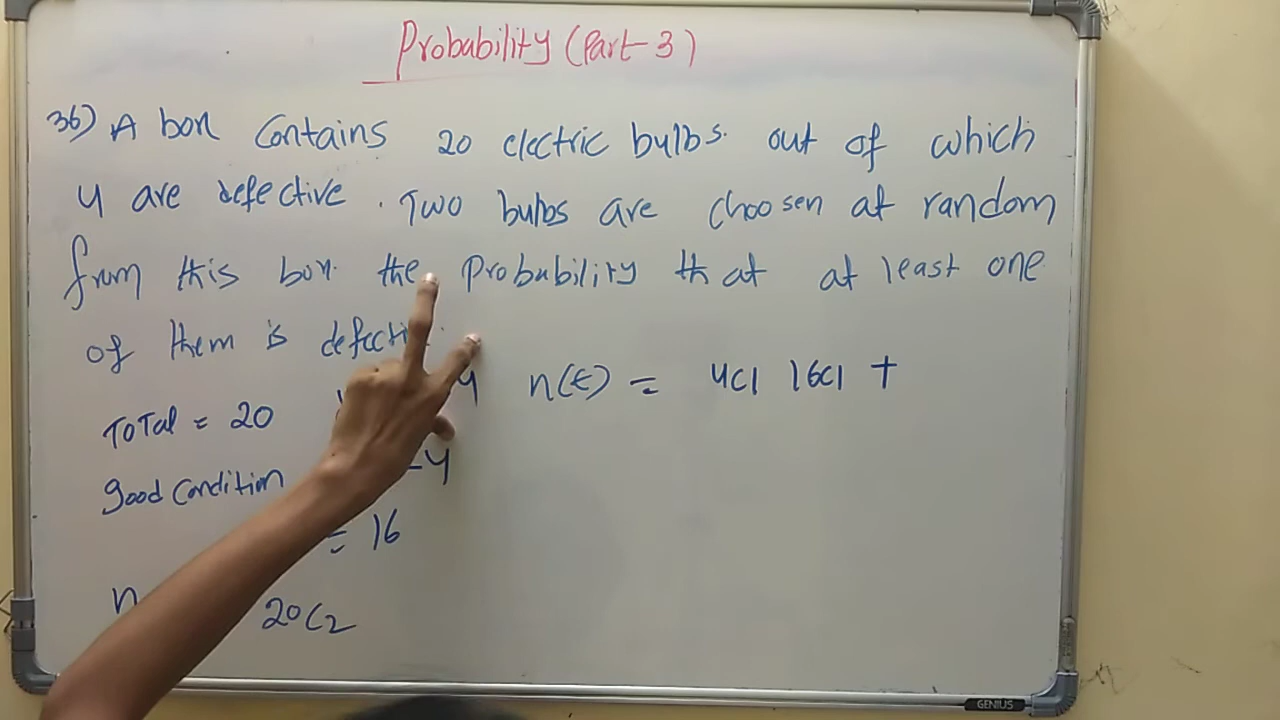 Probability (Part-3)
36) A box contains 20 electric bulbs. out of which
4 are defective. Two bulbs are choosen at random
from this box. the probability that at least one
of them is defecti
4 n(E) = 4C1 16C1 +
Total = 20
good condition -4
= 16
n 20C2
GENIUS